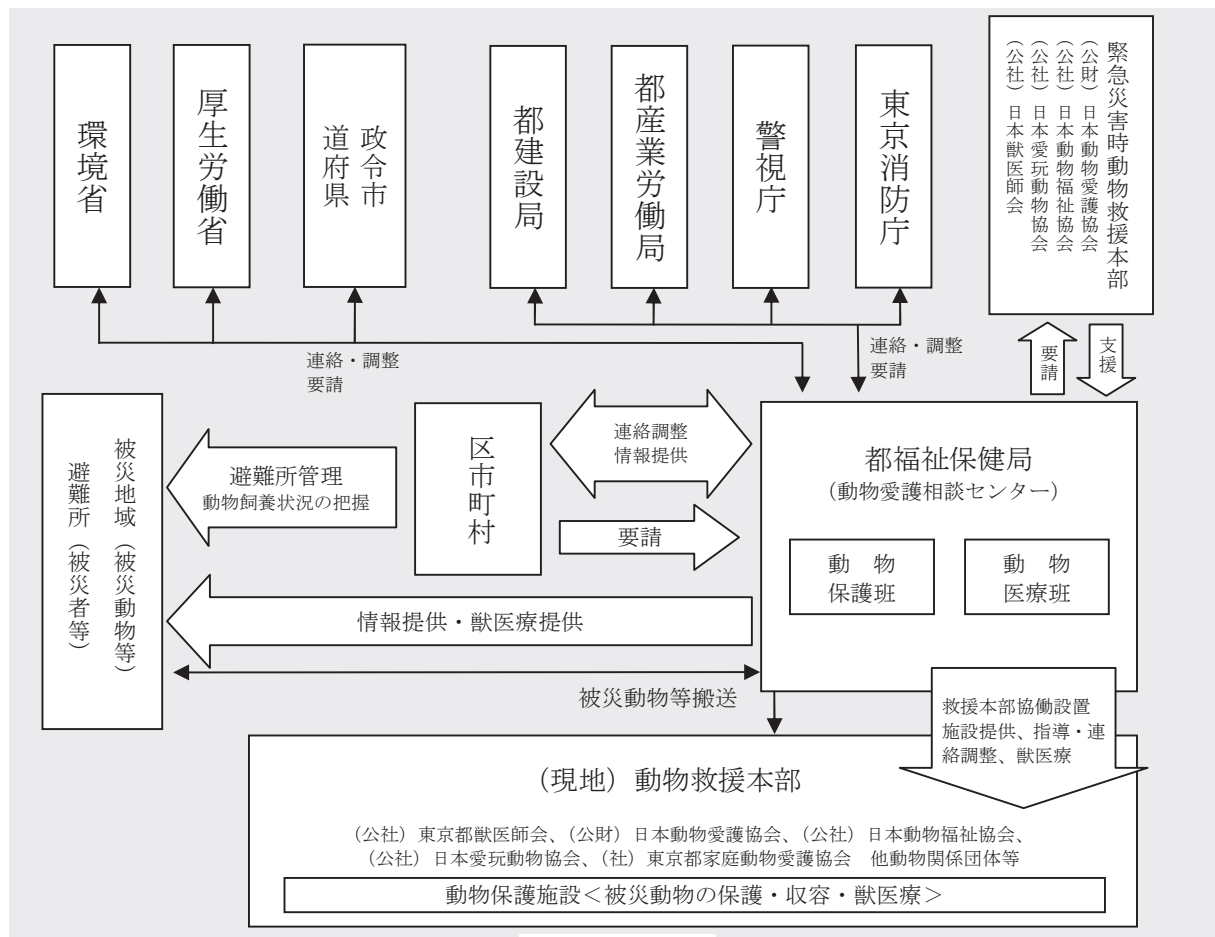 環境省
厚生労働省
政令市
道府県
都建設局
都産業労働局
警視庁
東京消防庁
緊急災害時動物救援本部
（公財）日本動物愛護協会
（公社）日本動物福祉協会
（公社）日本愛玩動物協会
（公社）日本獣医師会
連絡・調整
要請
連絡・調整
要請
要請
支援
被災地域（被災動物等）
避難所（被災者等）
避難所管理
動物飼養状況の把握
区市町村
連絡調整
情報提供
要請
都福祉保健局
（動物愛護相談センター）
動　物
保護班
動　物
医療班
情報提供・獣医療提供
被災動物等搬送
救援本部協働設置
施設提供、指導・連
絡調整、獣医療
（現地）動物救援本部
（公社）東京都獣医師会、（公財）日本動物愛護協会、（公社）日本動物福祉協会、
（公社）日本愛玩動物協会、（社）東京都家庭動物愛護協会　他動物関係団体等
動物保護施設＜被災動物の保護・収容・獣医療＞